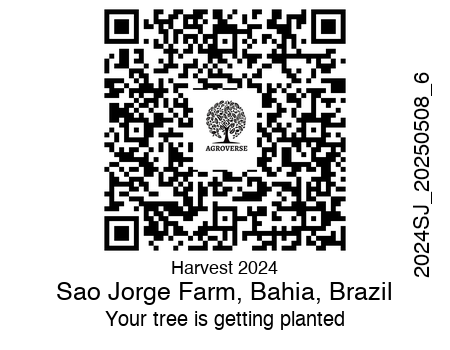 AGROVERSE
2024SJ_20250508_6
Harvest 2024
Sao Jorge Farm, Bahia, Brazil
Your tree is getting planted